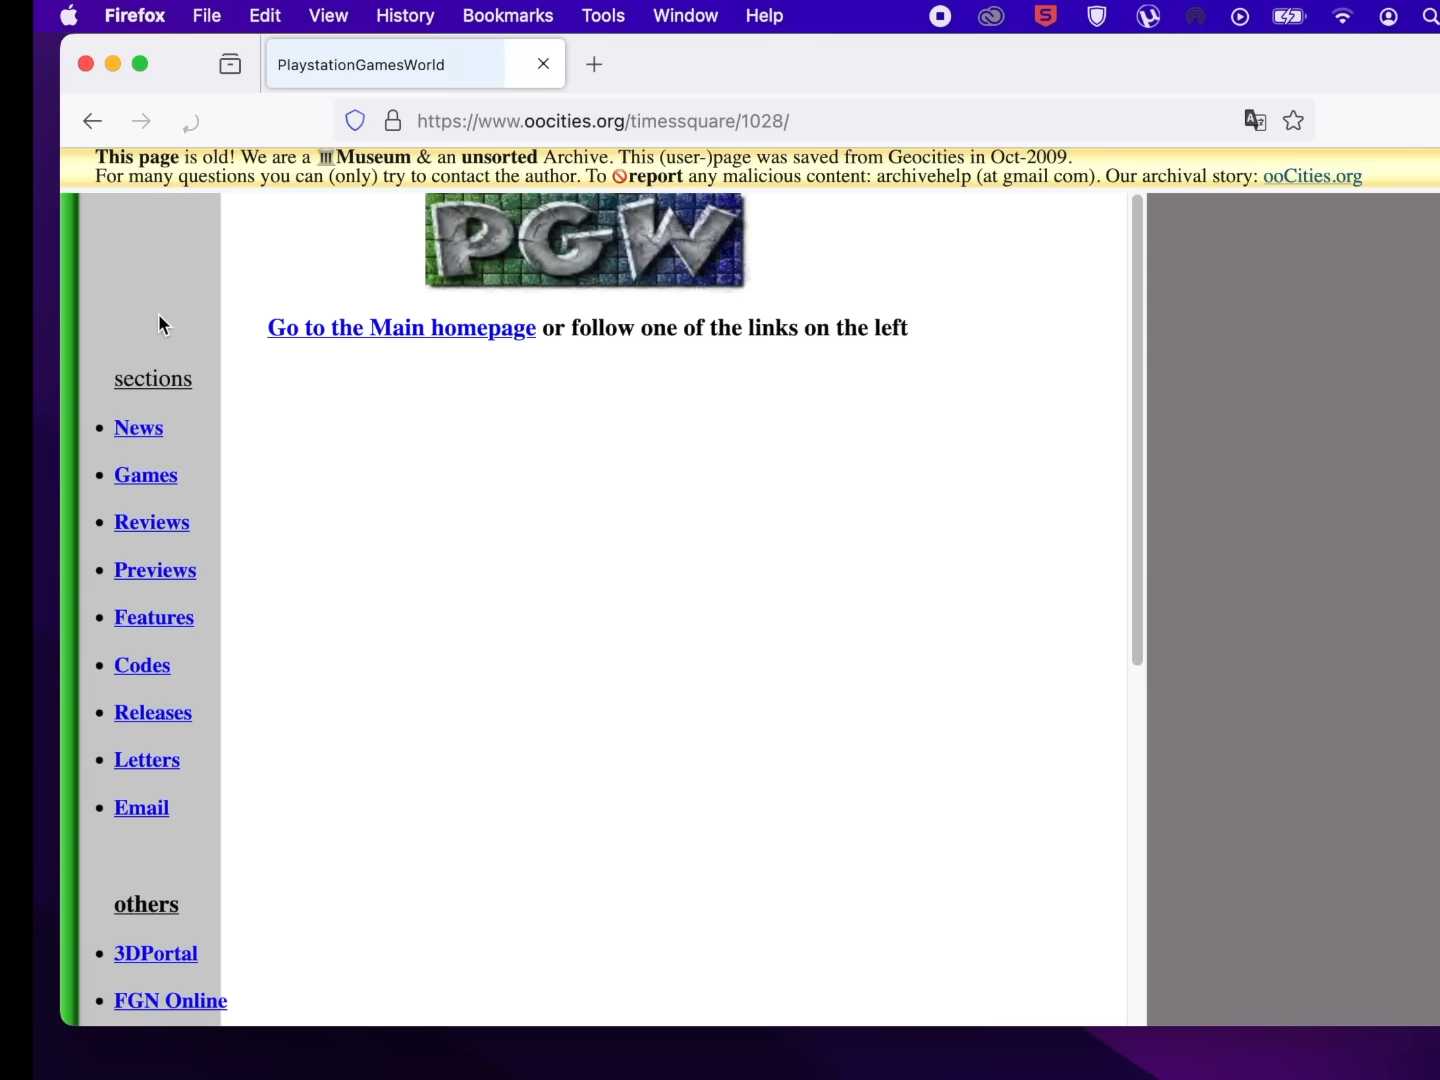 Firefox File Edit View History Bookmarks Tools Window Help
PlaystationGamesWorld
https://www.oocities.org/timessquare/1028/
This page is old! We are a Museum & an unsorted Archive. This (user-)page was saved from Geocities in Oct-2009.
For many questions you can (only) try to contact the author. To report any malicious content: archivehelp (at gmail com). Our archival story: ooCities.org
PGW
Go to the Main homepage or follow one of the links on the left
sections
News
Games
Reviews
Previews
Features
Codes
Releases
Letters
Email
others
3DPortal
FGN Online